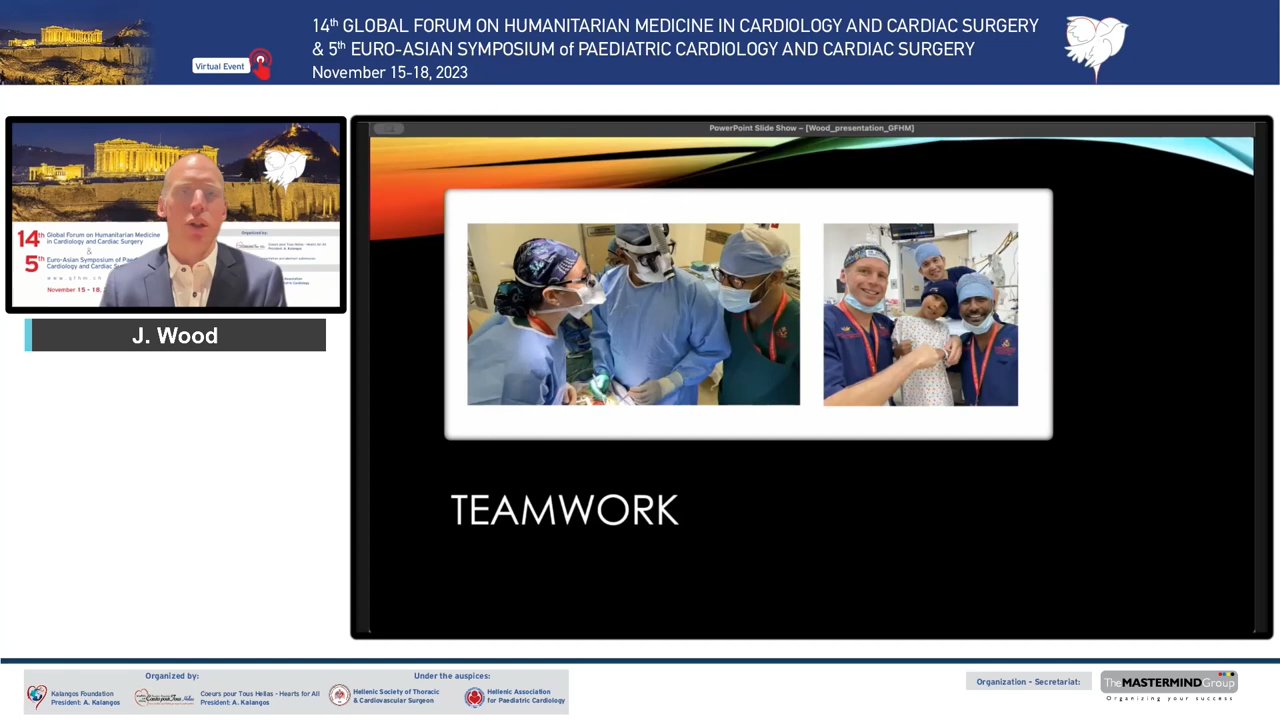 14th GLOBAL FORUM ON HUMANITARIAN MEDICINE IN CARDIOLOGY AND CARDIAC SURGERY
& 5th EURO-ASIAN SYMPOSIUM of PAEDIATRIC CARDIOLOGY AND CARDIAC SURGERY
November 15-18, 2023
Virtual Event
PowerPoint Slide Show – [Wood_presentation_GFHM]
14th Global Forum on Humanitarian Medicine
in Cardiology and Cardiac Surgery
&
5th Euro-Asian Symposium of
Cardiology and Cardiac
November 15 - 18,
Organized by:
J. Wood
TEAMWORK
Organized by:
Kalangos Foundation
President: A. Kalangos
Coeurs pour Tous Hellas - Hearts for All
President: A. Kalangos
Under the auspices:
Hellenic Society of Thoracic
& Cardiovascular Surgeon
Hellenic Association
for Paediatric Cardiology
Organization - Secretariat:
The MASTERMIND Group
Organizing your success